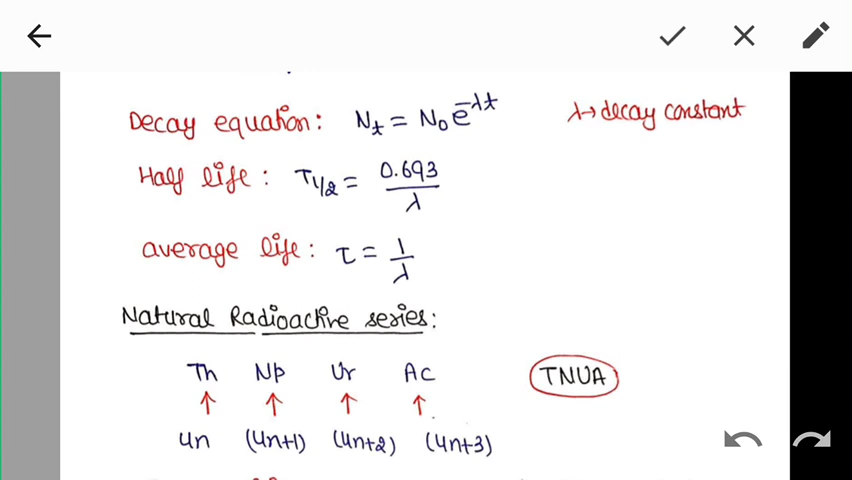 Decay equation: Nt = N0 e^-λt λ→decay constant
Half life: T1/2 = 0.693/λ
average life: τ = 1/λ
Natural Radioactive series:
Th Np Ur Ac TNUA
↑ ↑ ↑ ↑
4n (4n+1) (4n+2) (4n+3)